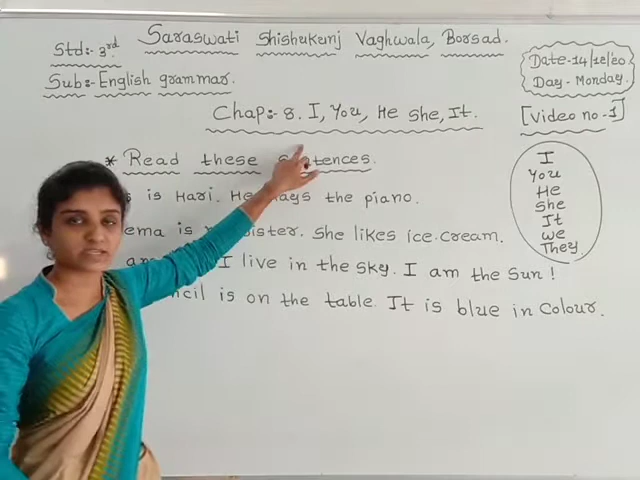 Saraswati Shishukunj Vaghwala, Borsad.
Std:- 3rd
Sub:- English grammar.
Date-14/12/20
Day- Monday.
Chap:- 8. I, You, He She, It.
[Video no-1]
* Read these sentences.
is Hari. He the piano.
is sister. She likes ice.cream.
I live in the sky. I am the Sun!
is on the table. It is blue in Colour.
I
You
He
She
It
We
They